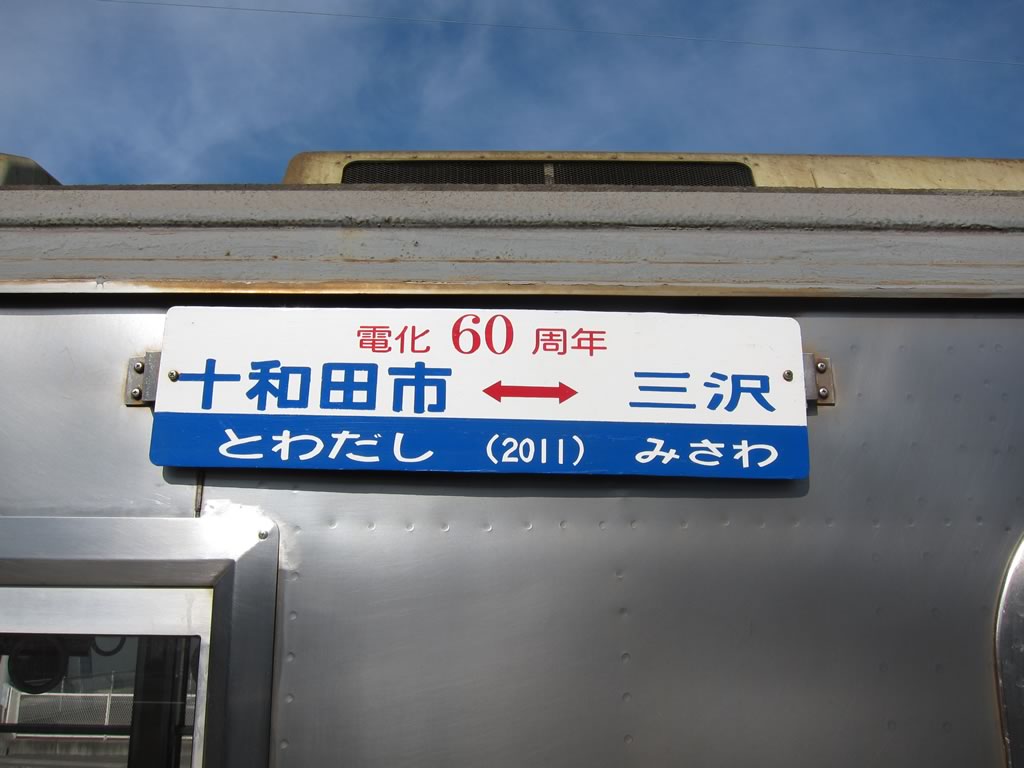 電化 60 周年
十和田市 ↔ 三沢
とわだし (2011) みさわ